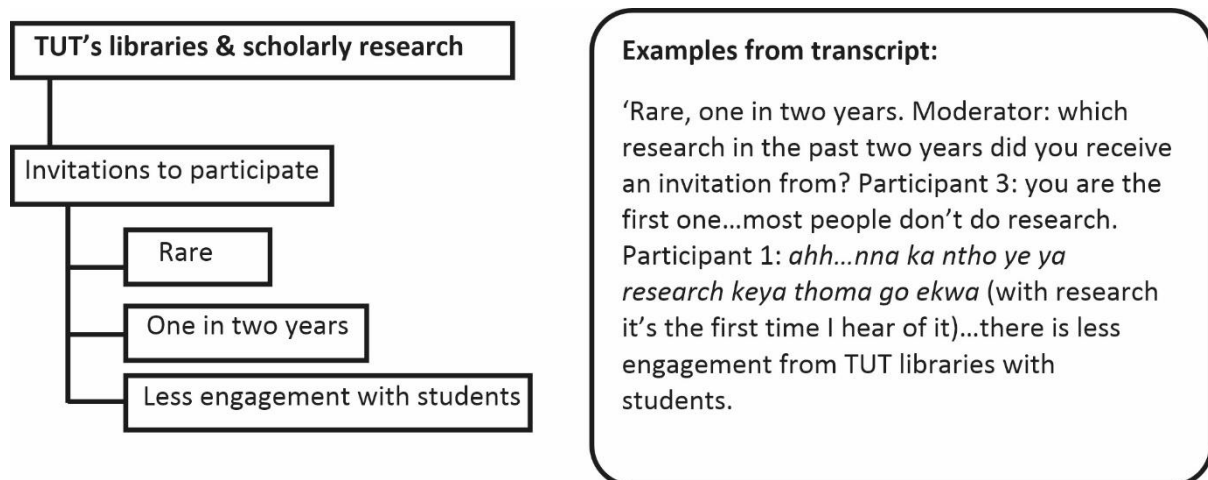 TUT’s libraries & scholarly research
Invitations to participate
Rare
One in two years
Less engagement with students
Examples from transcript:
‘Rare, one in two years. Moderator: which
research in the past two years did you receive
an invitation from? Participant 3: you are the
first one…most people don’t do research.
Participant 1: ahh…nna ka ntho ye ya
research keya thoma go ekwa (with research
it’s the first time I hear of it)…there is less
engagement from TUT libraries with
students.